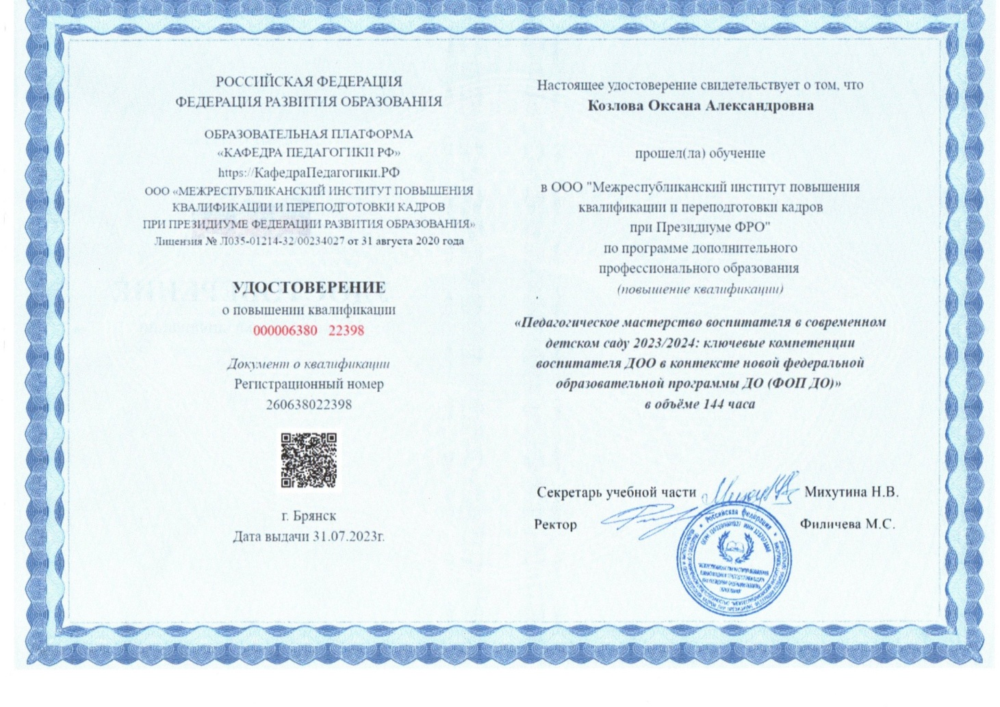 РОССИЙСКАЯ ФЕДЕРАЦИЯ
ФЕДЕРАЦИЯ РАЗВИТИЯ ОБРАЗОВАНИЯ
ОБРАЗОВАТЕЛЬНАЯ ПЛАТФОРМА
«КАФЕДРА ПЕДАГОГИКИ РФ»
https://КафедраПедагогики.РФ
ООО «МЕЖРЕСПУБЛИКАНСКИЙ ИНСТИТУТ ПОВЫШЕНИЯ
КВАЛИФИКАЦИИ И ПЕРЕПОДГОТОВКИ КАДРОВ
ПРИ ПРЕЗИДИУМЕ ФЕДЕРАЦИИ РАЗВИТИЯ ОБРАЗОВАНИЯ»
Лицензия № Л035-01214-32/00234027 от 31 августа 2020 года
УДОСТОВЕРЕНИЕ
о повышении квалификации
000006380 22398
Документ о квалификации
Регистрационный номер
260638022398
г. Брянск
Дата выдачи 31.07.2023г.
Настоящее удостоверение свидетельствует о том, что
Козлова Оксана Александровна
прошел(ла) обучение
в ООО "Межреспубликанский институт повышения
квалификации и переподготовки кадров
при Президиуме ФРО"
по программе дополнительного
профессионального образования
(повышение квалификации)
«Педагогическое мастерство воспитателя в современном
детском саду 2023/2024: ключевые компетенции
воспитателя ДОО в контексте новой федеральной
образовательной программы ДО (ФОП ДО)»
в объёме 144 часа
Секретарь учебной части Михутина Н.В.
Ректор Филичева М.С.
Российская Федерация